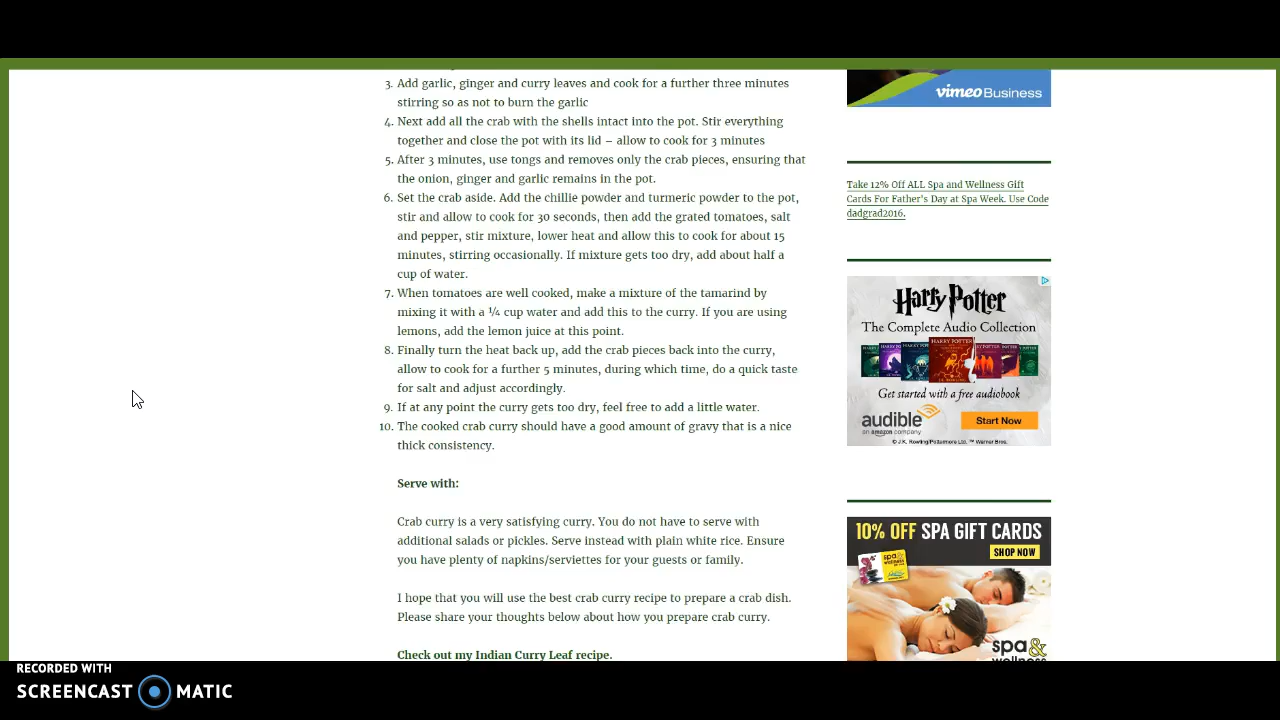 3. Add garlic, ginger and curry leaves and cook for a further three minutes
stirring so as not to burn the garlic
4. Next add all the crab with the shells intact into the pot. Stir everything
together and close the pot with its lid – allow to cook for 3 minutes
5. After 3 minutes, use tongs and removes only the crab pieces, ensuring that
the onion, ginger and garlic remains in the pot.
6. Set the crab aside. Add the chillie powder and turmeric powder to the pot,
stir and allow to cook for 30 seconds, then add the grated tomatoes, salt
and pepper, stir mixture, lower heat and allow this to cook for about 15
minutes, stirring occasionally. If mixture gets too dry, add about half a
cup of water.
7. When tomatoes are well cooked, make a mixture of the tamarind by
mixing it with a ¼ cup water and add this to the curry. If you are using
lemons, add the lemon juice at this point.
8. Finally turn the heat back up, add the crab pieces back into the curry,
allow to cook for a further 5 minutes, during which time, do a quick taste
for salt and adjust accordingly.
9. If at any point the curry gets too dry, feel free to add a little water.
10. The cooked crab curry should have a good amount of gravy that is a nice
thick consistency.
Serve with:
Crab curry is a very satisfying curry. You do not have to serve with
additional salads or pickles. Serve instead with plain white rice. Ensure
you have plenty of napkins/serviettes for your guests or family.
I hope that you will use the best crab curry recipe to prepare a crab dish.
Please share your thoughts below about how you prepare crab curry.
Check out my Indian Curry Leaf recipe.
vimeo Business
Take 12% Off ALL Spa and Wellness Gift
Cards For Father's Day at Spa Week. Use Code
dadgrad2016.
Harry Potter
The Complete Audio Collection
HARRY POTTER
Get started with a free audiobook
audible
an amazon company
Start Now
© J.K. Rowling/Pottermore Ltd. ™ Warner Bros.
10% OFF SPA GIFT CARDS
SHOP NOW
spa&
wellness
RECORDED WITH
SCREENCAST MATIC